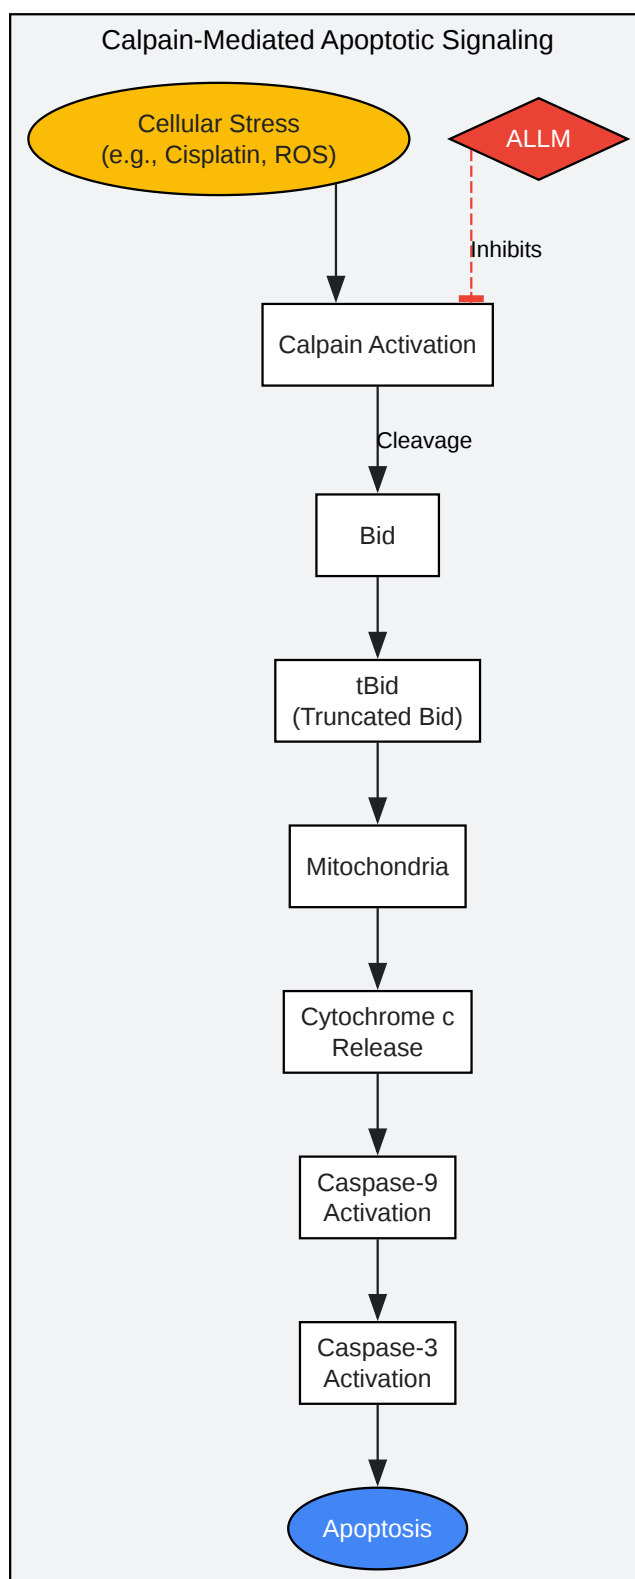 Calpain-Mediated Apoptotic Signaling
Cellular Stress
(e.g., Cisplatin, ROS)
ALLM
Inhibits
Calpain Activation
Cleavage
Bid
tBid
(Truncated Bid)
Mitochondria
Cytochrome c
Release
Caspase-9
Activation
Caspase-3
Activation
Apoptosis